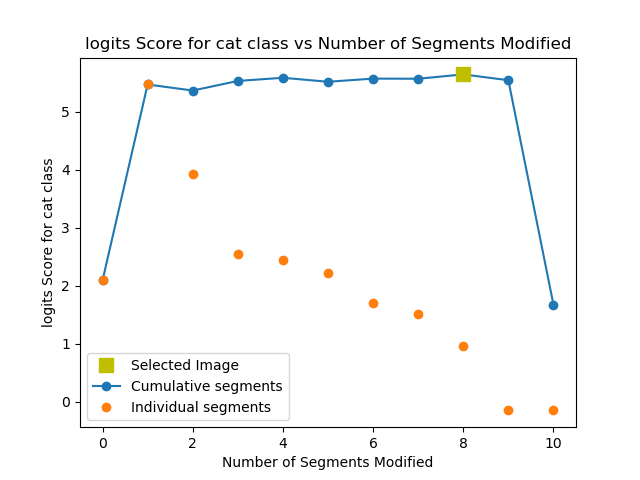 logits Score for cat class vs Number of Segments Modified
logits Score for cat class
5
4
3
2
1
0
Selected Image
Cumulative segments
Individual segments
0 2 4 6 8 10
Number of Segments Modified